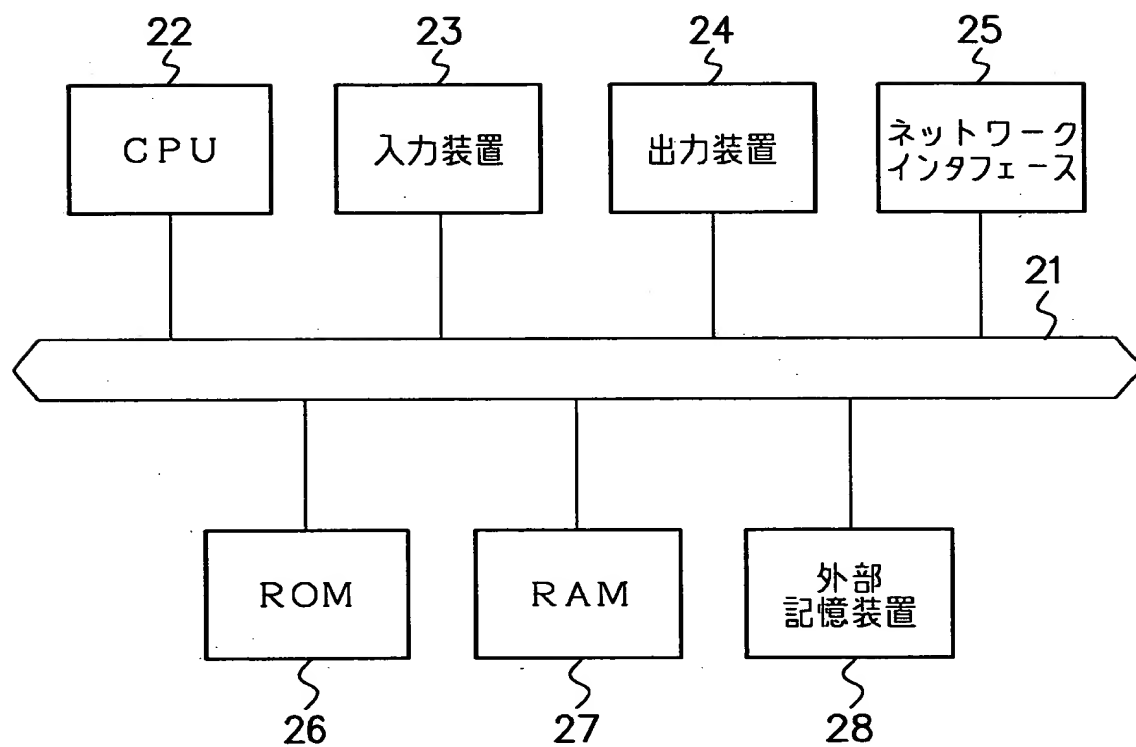 22
23
24
25
CPU
入力装置
出力装置
ネットワーク
インタフェース
21
ROM
RAM
外部
記憶装置
26
27
28